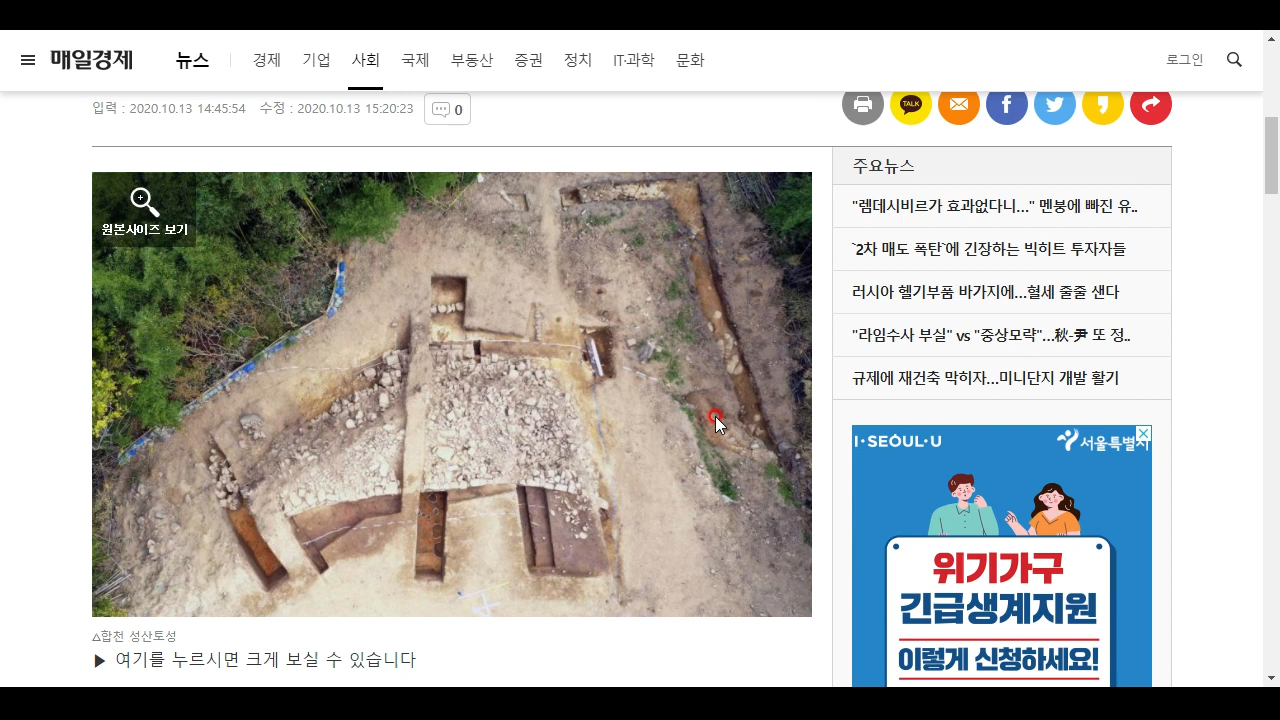 매일경제
뉴스 경제 기업 사회 국제 부동산 증권 정치 IT·과학 문화 로그인
입력 : 2020.10.13 14:45:54 수정 : 2020.10.13 15:20:23 0
TALK
원본사이즈 보기
△합천 성산토성
▶ 여기를 누르시면 크게 보실 수 있습니다
주요뉴스
"렘데시비르가 효과없다니..." 멘붕에 빠진 유..
`2차 매도 폭탄`에 긴장하는 빅히트 투자자들
러시아 헬기부품 바가지에...혈세 줄줄 샌다
"라임수사 부실" vs "중상모략"...秋-尹 또 정..
규제에 재건축 막히자...미니단지 개발 활기
I·SEOUL·U 서울특별시
위기가구
긴급생계지원
이렇게 신청하세요!